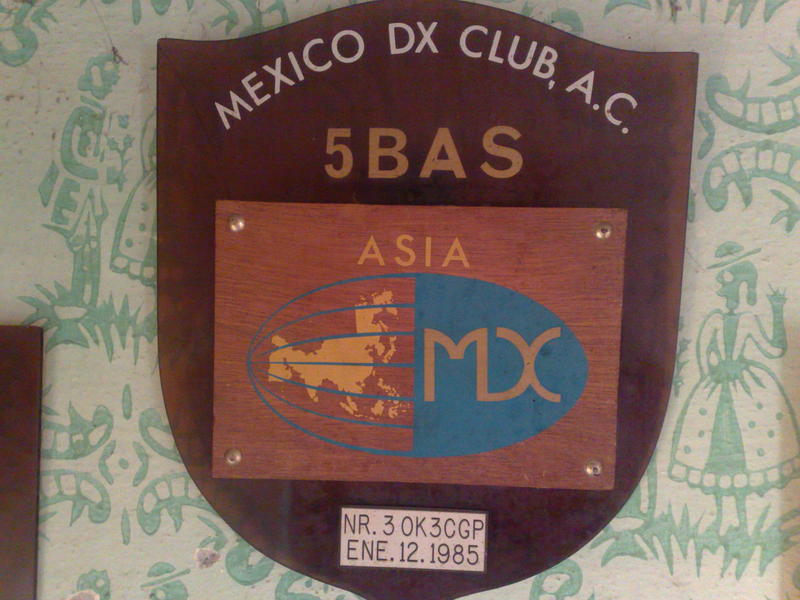 MEXICO DX CLUB, A.C.
5BAS
ASIA
MDX
NR. 3 OK3CGP
ENE. 12. 1985